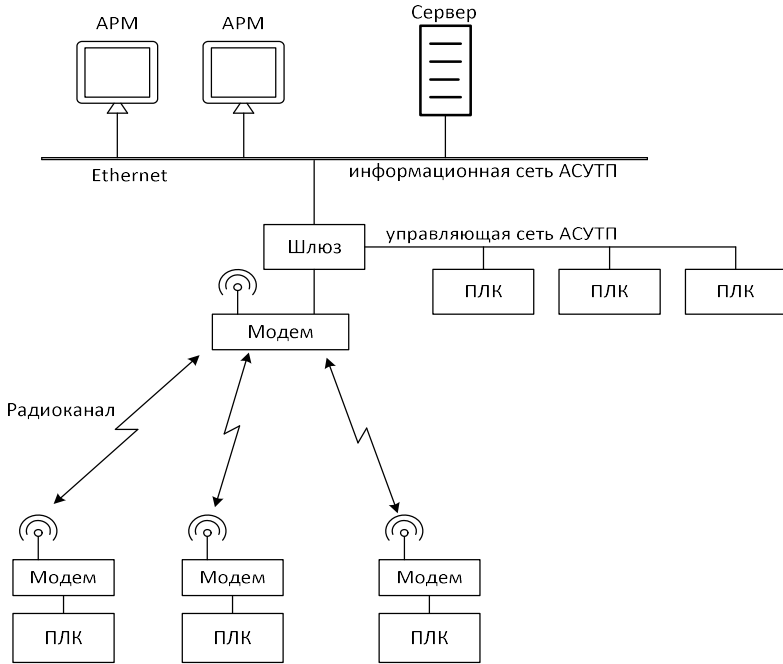 АРМ
АРМ
Сервер
Ethernet
информационная сеть АСУТП
Шлюз
управляющая сеть АСУТП
ПЛК
ПЛК
ПЛК
Модем
Радиоканал
Модем
Модем
Модем
ПЛК
ПЛК
ПЛК